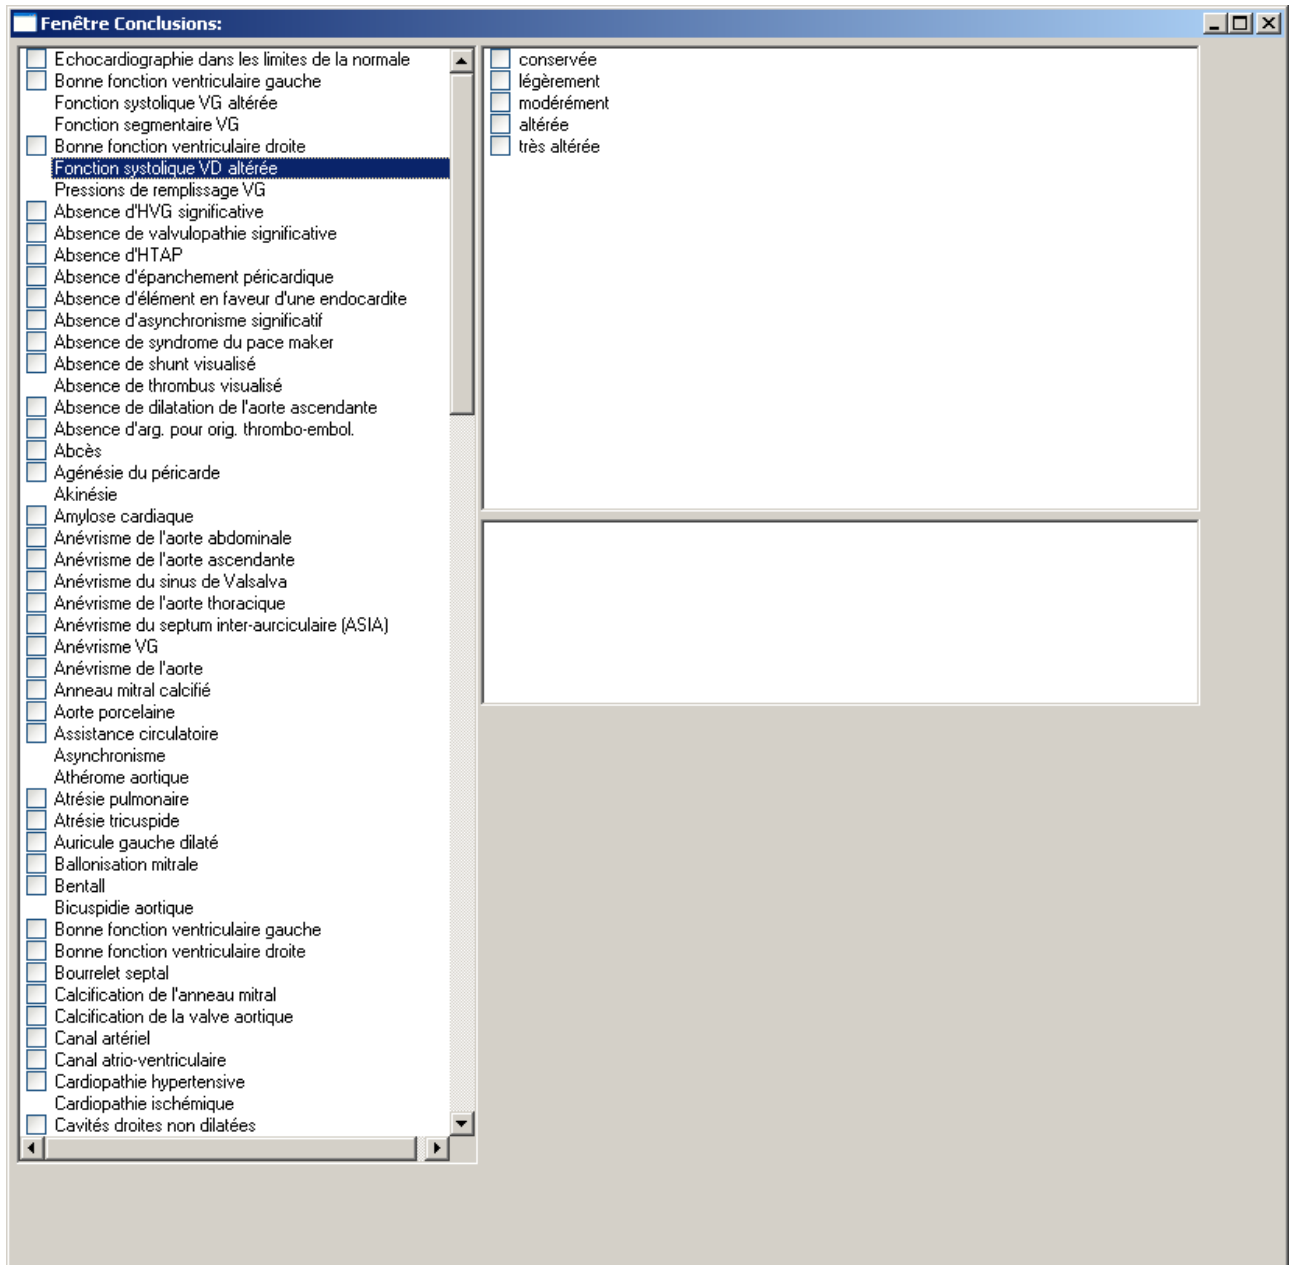 Fenêtre Conclusions:
Echocardiographie dans les limites de la normale
Bonne fonction ventriculaire gauche
Fonction systolique VG altérée
Fonction segmentaire VG
Bonne fonction ventriculaire droite
Fonction systolique VD altérée
Pressions de remplissage VG
Absence d'HVG significative
Absence de valvulopathie significative
Absence d'HTAP
Absence d'épanchement péricardique
Absence d'élément en faveur d'une endocardite
Absence d'asynchronisme significatif
Absence de syndrome du pace maker
Absence de shunt visualisé
Absence de thrombus visualisé
Absence de dilatation de l'aorte ascendante
Absence d'arg. pour orig. thrombo-embol.
Abcès
Agénésie du péricarde
Akinésie
Amylose cardiaque
Anévrisme de l'aorte abdominale
Anévrisme de l'aorte ascendante
Anévrisme du sinus de Valsalva
Anévrisme de l'aorte thoracique
Anévrisme du septum inter-aurciculaire (ASIA)
Anévrisme VG
Anévrisme de l'aorte
Anneau mitral calcifié
Aorte porcelaine
Assistance circulatoire
Asynchronisme
Athérome aortique
Atrésie pulmonaire
Atrésie tricuspide
Auricule gauche dilaté
Ballonisation mitrale
Bentall
Bicuspidie aortique
Bonne fonction ventriculaire gauche
Bonne fonction ventriculaire droite
Bourrelet septal
Calcification de l'anneau mitral
Calcification de la valve aortique
Canal artériel
Canal atrio-ventriculaire
Cardiopathie hypertensive
Cardiopathie ischémique
Cavités droites non dilatées
conservée
légèrement
modérément
altérée
très altérée